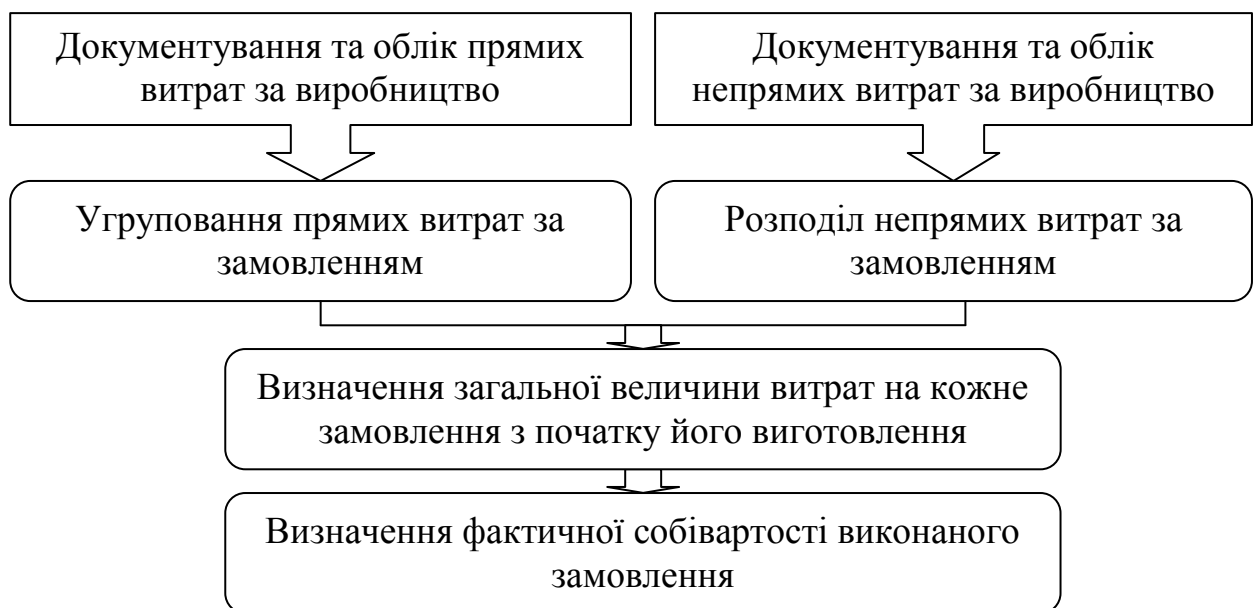 Документування та облік прямих
витрат за виробництво
Документування та облік
непрямих витрат за виробництво
Угруповання прямих витрат за
замовленням
Розподіл непрямих витрат за
замовленням
Визначення загальної величини витрат на кожне
замовлення з початку його виготовлення
Визначення фактичної собівартості виконаного
замовлення